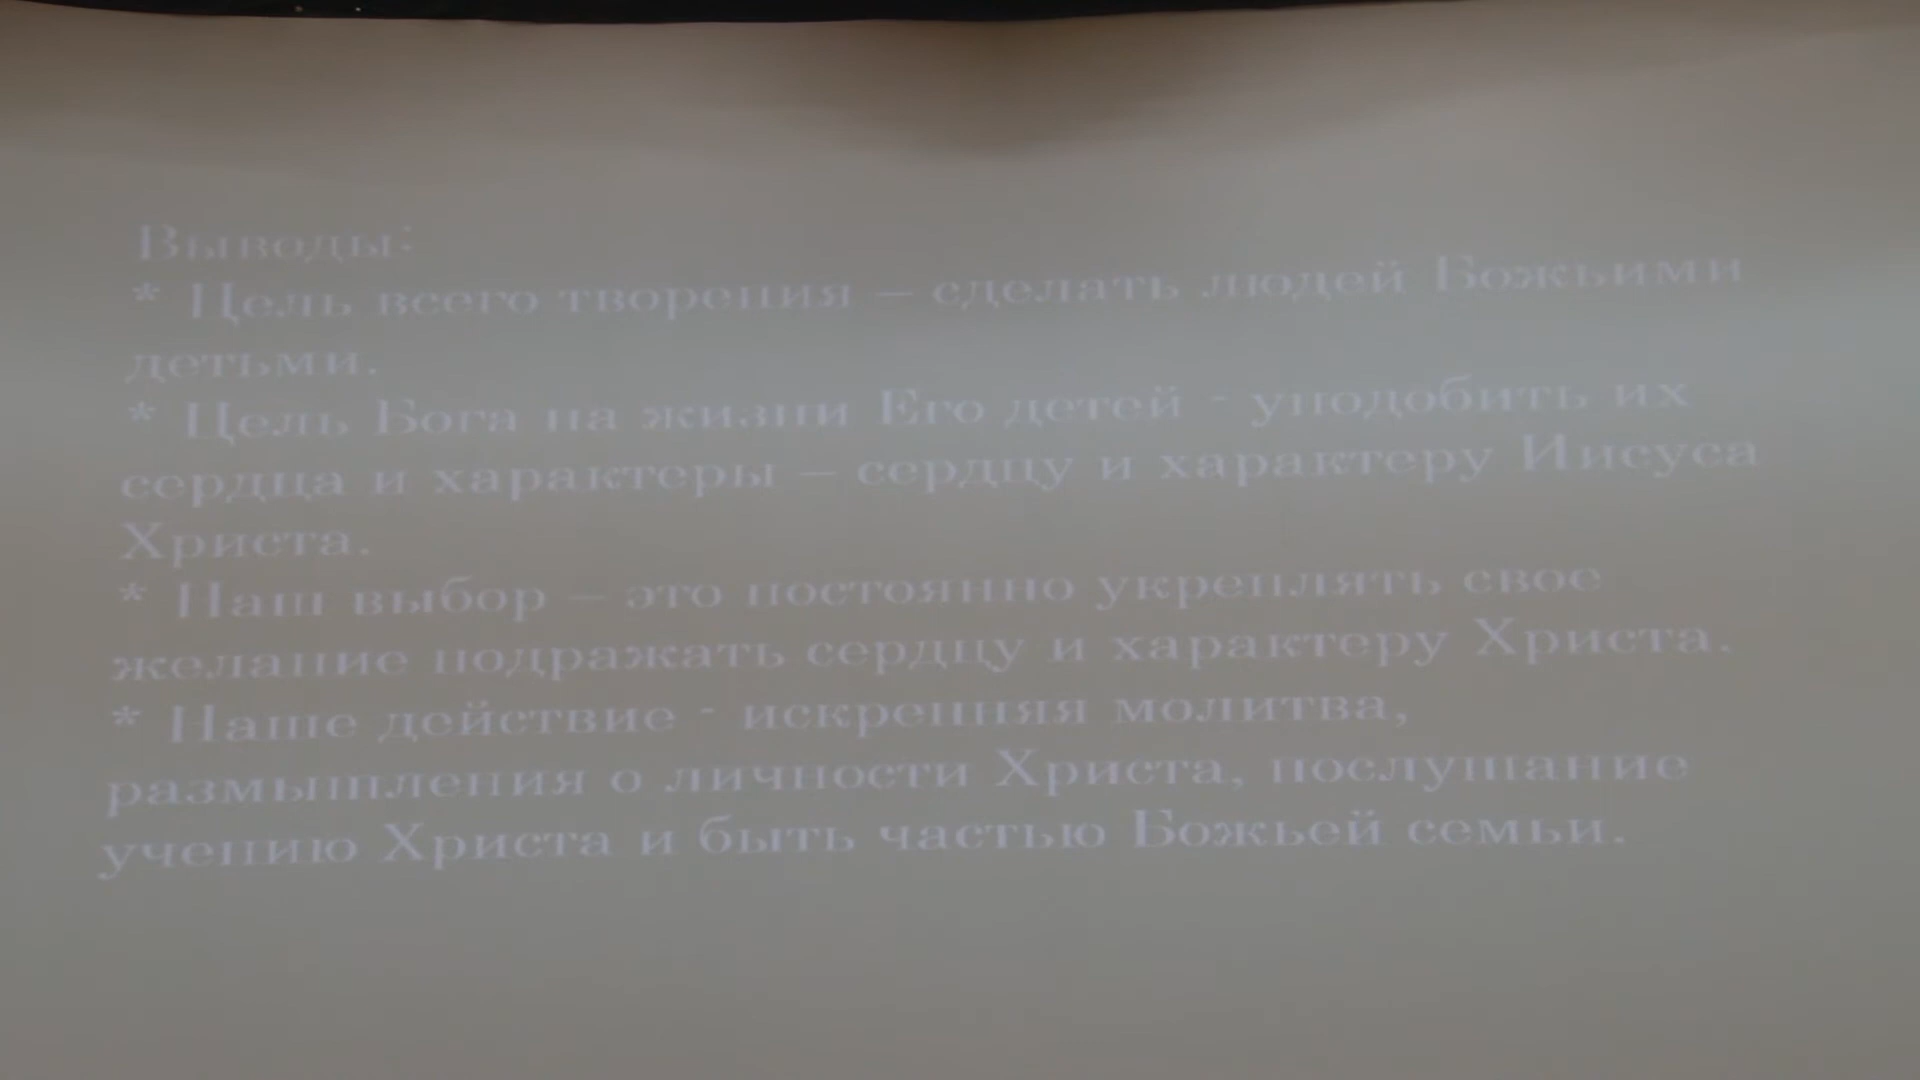 Выводы:
* Цель всего творения – сделать людей Божьими
детьми.
* Цель Бога на жизни Его детей - уподобить их
сердца и характеры – сердцу и характеру Иисуса
Христа.
* Наш выбор – это постоянно укреплять свое
желание подражать сердцу и характеру Христа.
* Наше действие - искренняя молитва,
размышления о личности Христа, послушание
учению Христа и быть частью Божьей семьи.